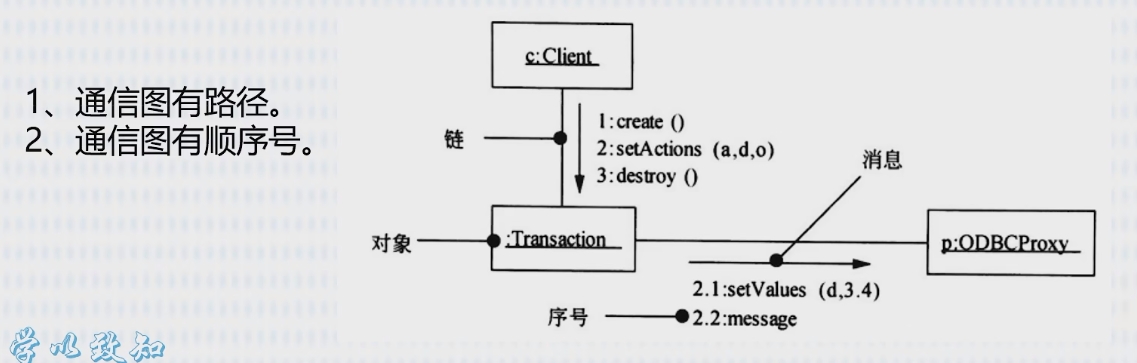 1、通信图有路径。
2、通信图有顺序号。
c:Client
链
1:create ()
2:setActions (a,d,o)
3:destroy ()
消息
对象
:Transaction
p:ODBCProxy
2.1:setValues (d,3.4)
序号
2.2:message
学以致知